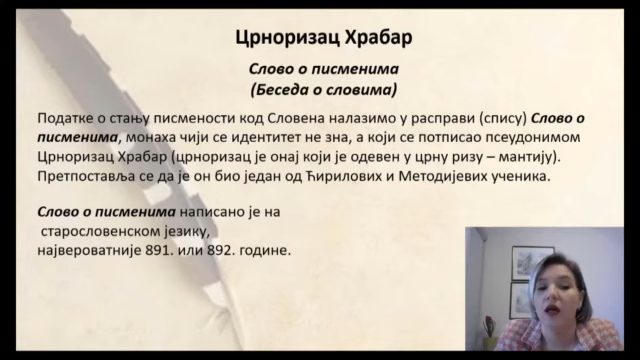 Црноризац Храбар
Слово о писменима
(Беседа о словима)
Податке о стању писмености код Словена налазимо у расправи (спису) Слово о
писменима, монаха чији се идентитет не зна, а који се потписао псеудонимом
Црноризац Храбар (црноризац је онај који је одевен у црну ризу – мантију).
Претпоставља се да је он био један од Ћирилових и Методијевих ученика.
Слово о писменима написано је на
старословенском језику,
највероватније 891. или 892. године.